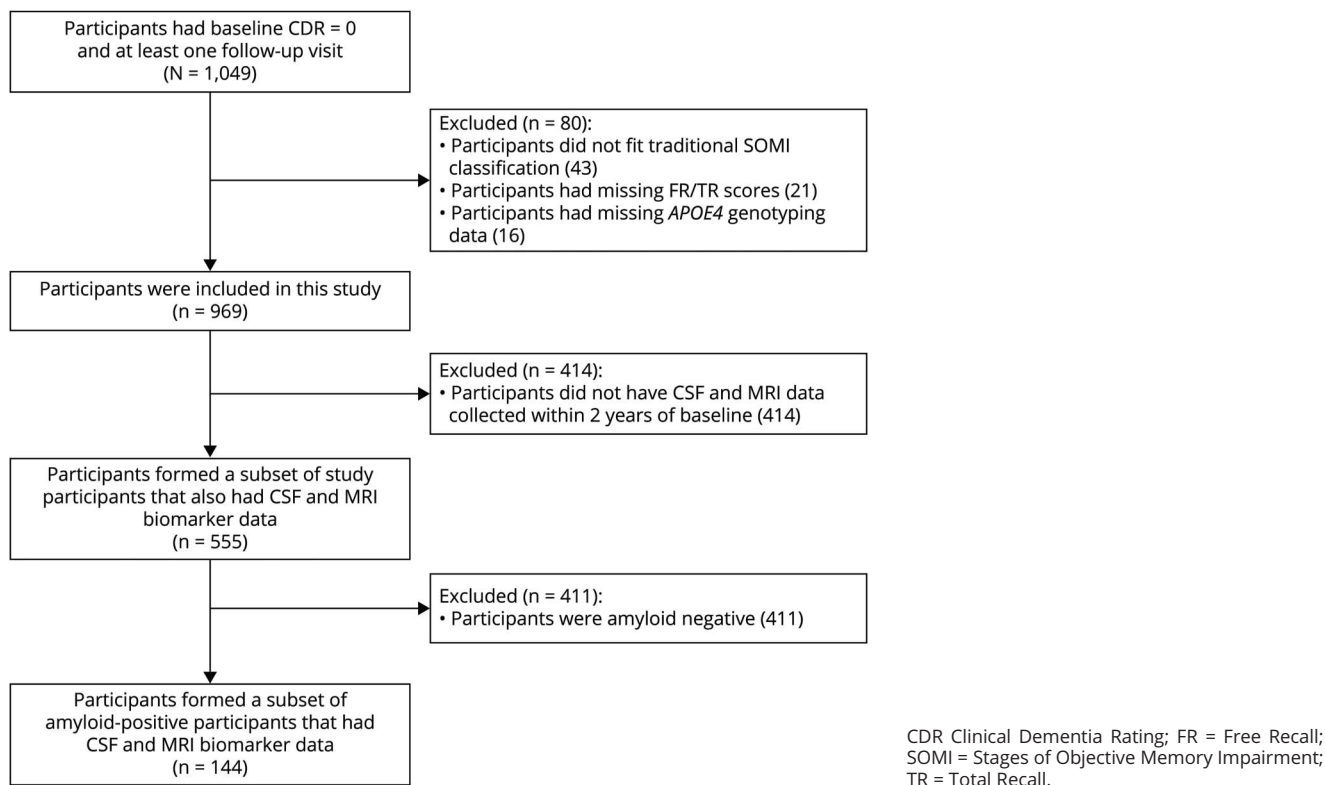 Participants had baseline CDR = 0
and at least one follow-up visit
(N = 1,049)
Excluded (n = 80):
• Participants did not fit traditional SOMI
classification (43)
• Participants had missing FR/TR scores (21)
• Participants had missing APOE4 genotyping
data (16)
Participants were included in this study
(n = 969)
Excluded (n = 414):
• Participants did not have CSF and MRI data
collected within 2 years of baseline (414)
Participants formed a subset of study
participants that also had CSF and MRI
biomarker data
(n = 555)
Excluded (n = 411):
• Participants were amyloid negative (411)
Participants formed a subset of
amyloid-positive participants that had
CSF and MRI biomarker data
(n = 144)
CDR Clinical Dementia Rating; FR = Free Recall;
SOMI = Stages of Objective Memory Impairment;
TR = Total Recall.